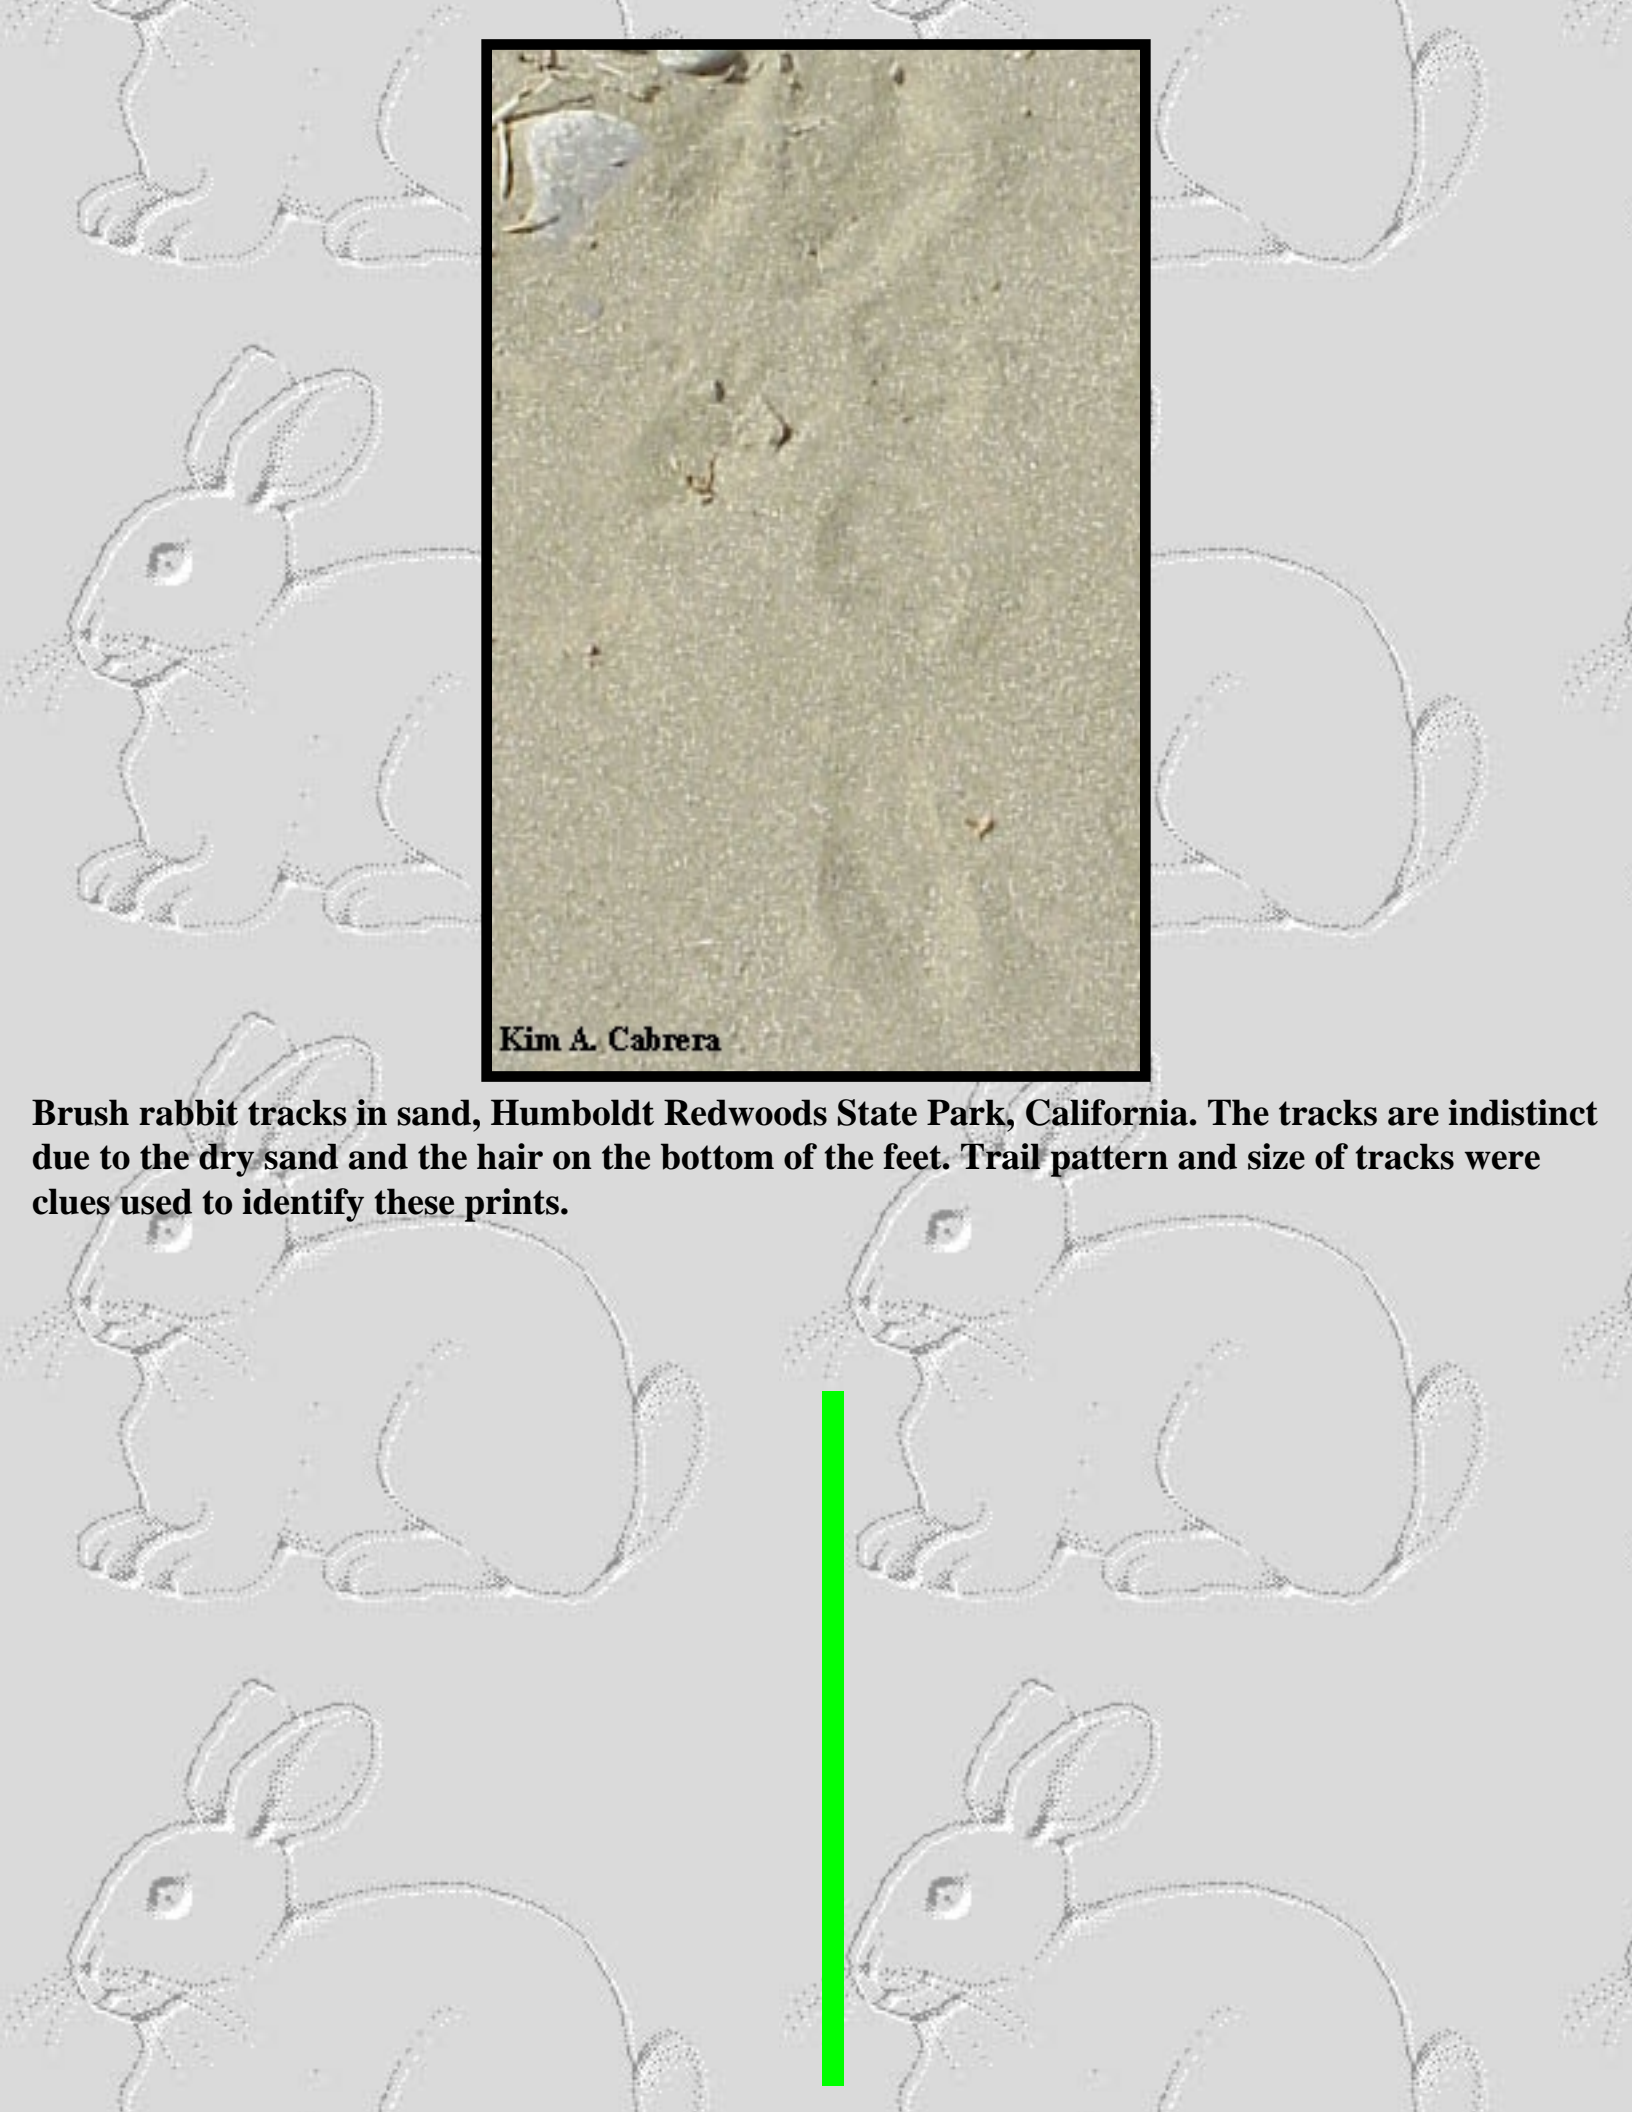 Kim A. Cabrera
Brush rabbit tracks in sand, Humboldt Redwoods State Park, California. The tracks are indistinct
due to the dry sand and the hair on the bottom of the feet. Trail pattern and size of tracks were
clues used to identify these prints.